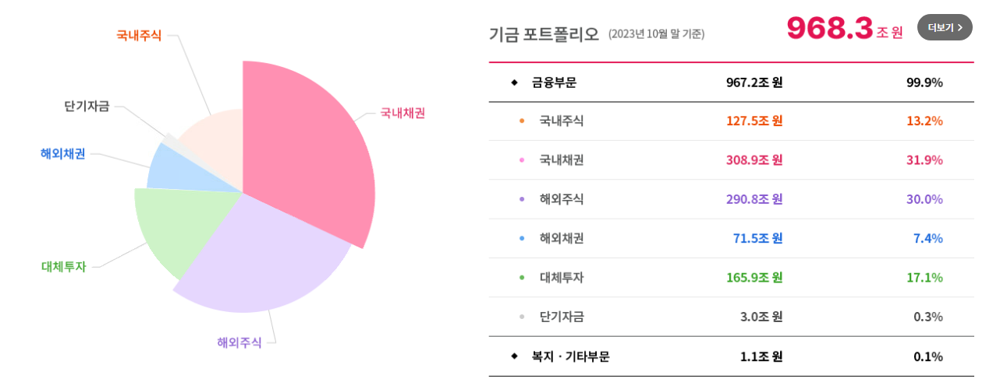 국내주식
단기자금
국내채권
해외채권
대체투자
해외주식
기금 포트폴리오 (2023년 10월 말 기준) 968.3 조 원 더보기
금융부문 967.2조 원 99.9%
국내주식 127.5조 원 13.2%
국내채권 308.9조 원 31.9%
해외주식 290.8조 원 30.0%
해외채권 71.5조 원 7.4%
대체투자 165.9조 원 17.1%
단기자금 3.0조 원 0.3%
복지 · 기타부문 1.1조 원 0.1%